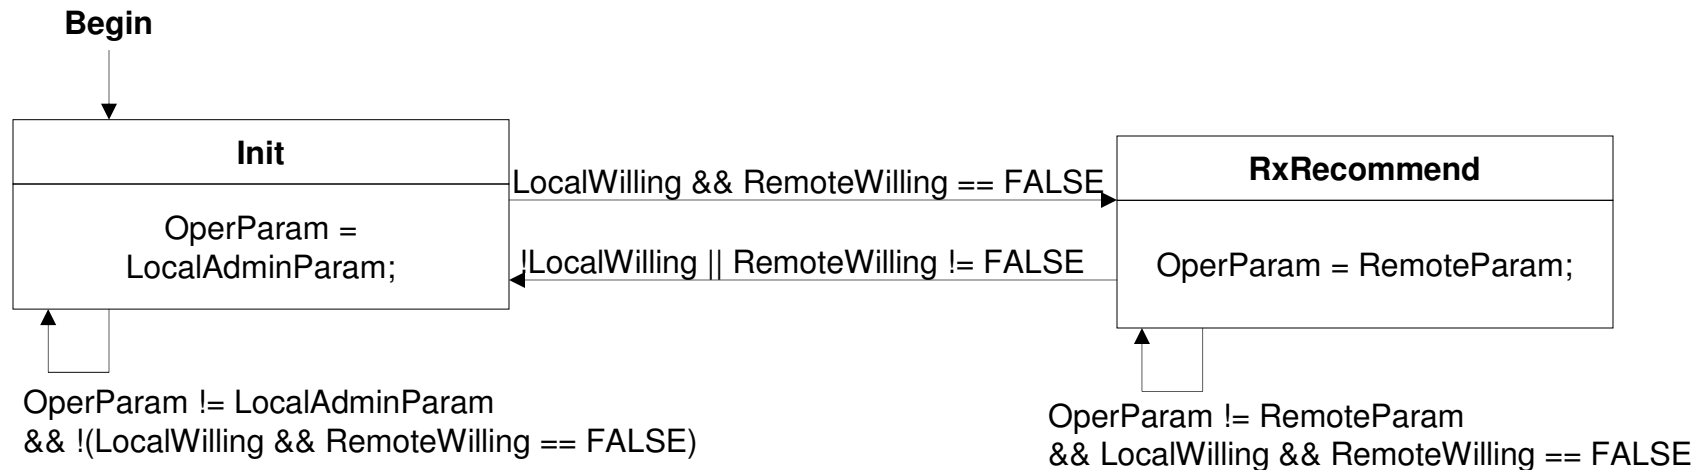 Begin
Init
OperParam =
LocalAdminParam;
LocalWilling && RemoteWilling == FALSE
!LocalWilling || RemoteWilling != FALSE
RxRecommend
OperParam = RemoteParam;
OperParam != LocalAdminParam
&& !(LocalWilling && RemoteWilling == FALSE)
OperParam != RemoteParam
&& LocalWilling && RemoteWilling == FALSE